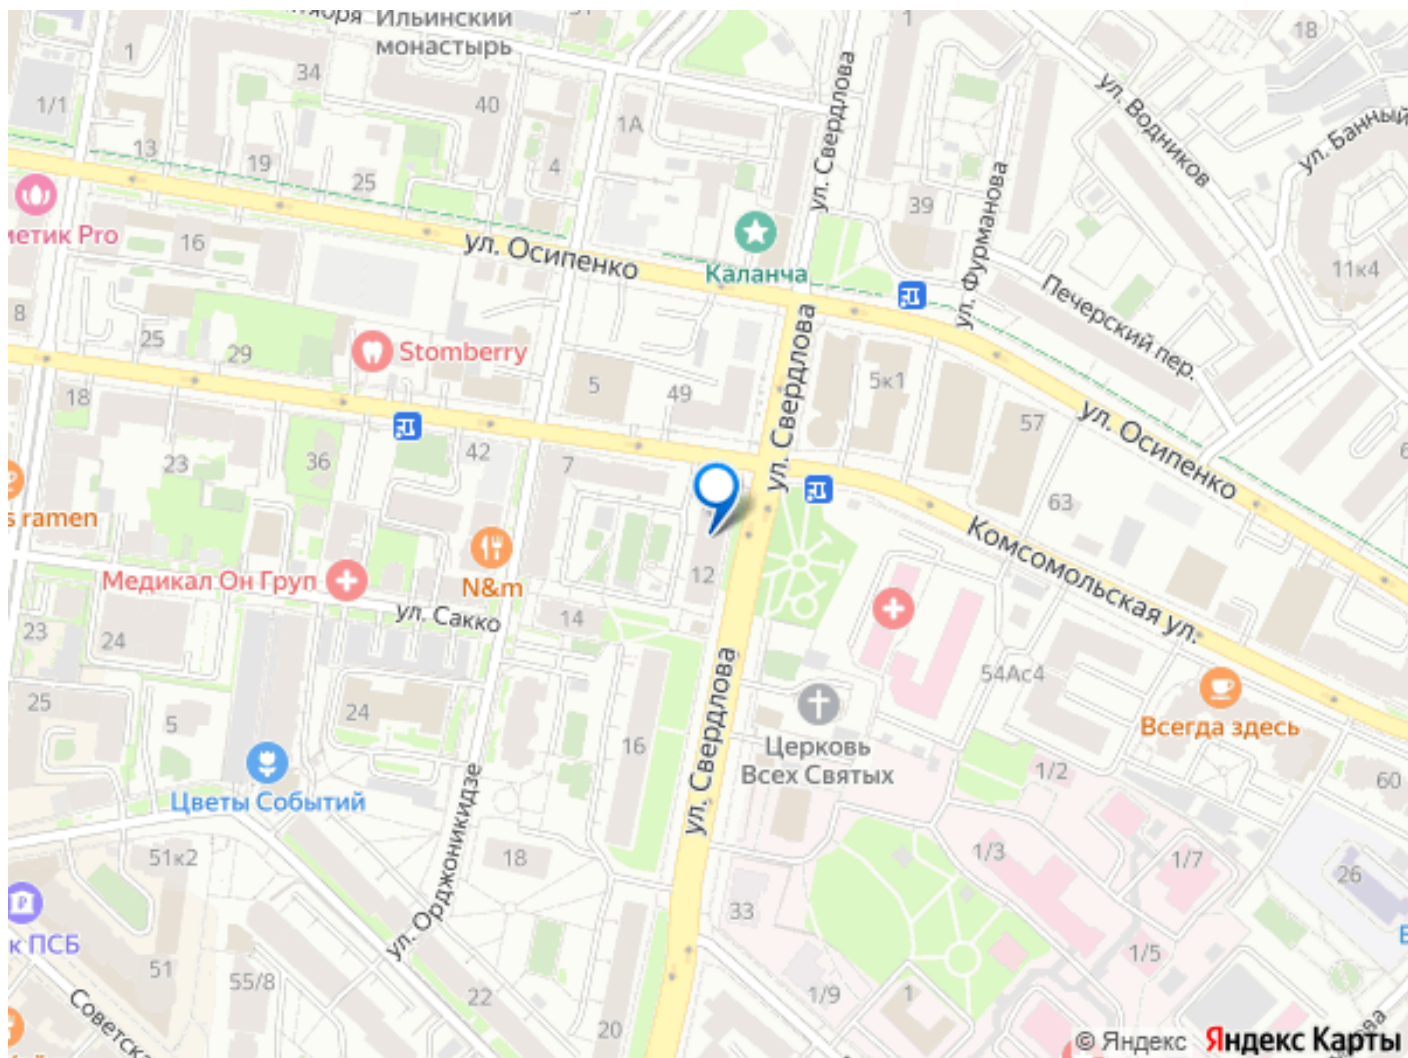 Ильинский
монастырь
1
34
1/1
40
1А
13
19
25
4
ул. Свердлова
1
18
ул. Водников
ул. Банный
ул. Фурманова
39
11к4
метик Pro
16
ул. Осипенко
Каланча
Печерский пер.
8
25
29
Stomberry
5
49
ул. Свердлова
5к1
57
ул. Осипенко
18
23
36
42
7
63
s ramen
Комсомольская ул.
Медикал Он Груп
N&m
12
ул. Сакко
14
23
24
25
5
24
16
ул. Свердлова
54Ас4
Церковь
Всех Святых
Всегда здесь
1/2
60
Цветы Событий
ул. Орджоникидзе
51к2
18
1/3
1/7
26
33
к ПСБ
51
55/8
22
20
1/9
1
1/5
Советска
© Яндекс
Яндекс Карты